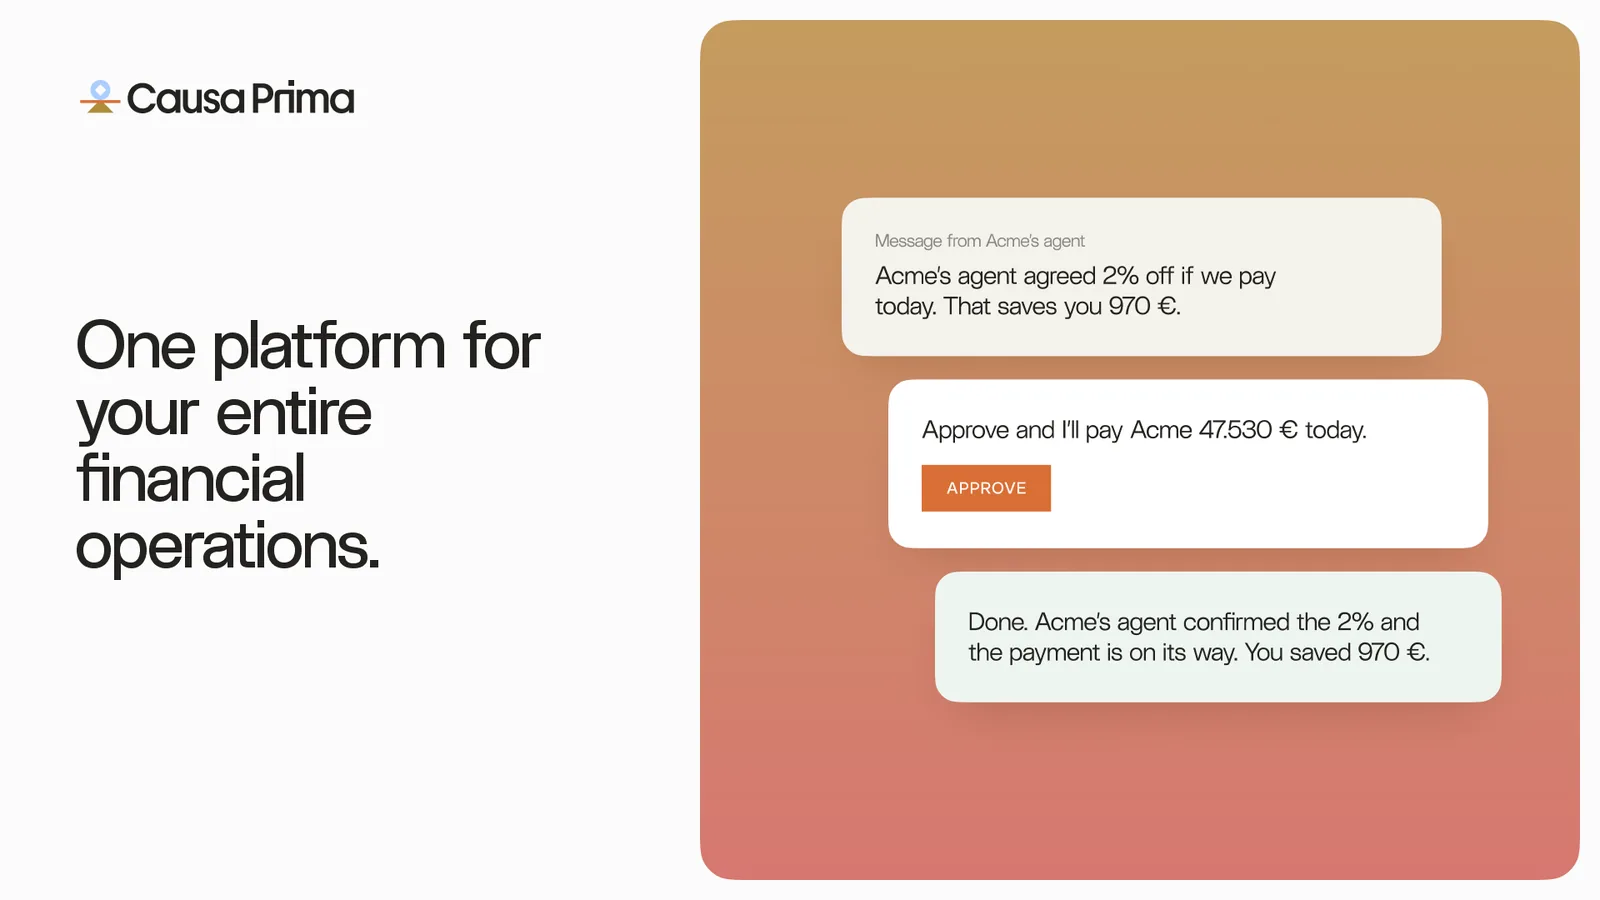 Causa Prima
One platform for
your entire
financial
operations.
Message from Acme's agent
Acme's agent agreed 2% off if we pay
today. That saves you 970 €.
Approve and I'll pay Acme 47.530 € today.
APPROVE
Done. Acme's agent confirmed the 2% and
the payment is on its way. You saved 970 €.